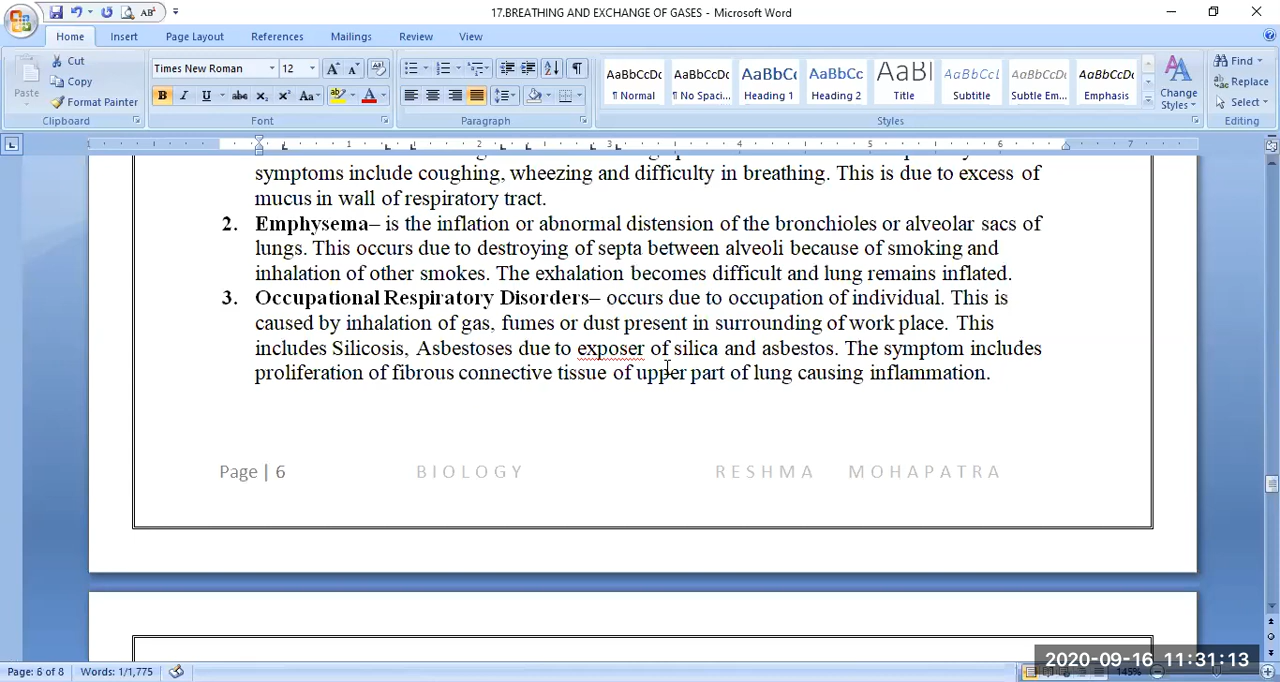 17.BREATHING AND EXCHANGE OF GASES - Microsoft Word
Home Insert Page Layout References Mailings Review View
Paste
Cut
Copy
Format Painter
Clipboard
Times New Roman 12
Font
Paragraph
AaBbCcDc AaBbCcDc AaBbCc AaBbCc AaBl AaBbCcL AaBbCcDc AaBbCcDc
¶ Normal ¶ No Spaci... Heading 1 Heading 2 Title Subtitle Subtle Em... Emphasis
Styles
Change Styles
Find
Replace
Select
Editing
symptoms include coughing, wheezing and difficulty in breathing. This is due to excess of
mucus in wall of respiratory tract.
2. Emphysema– is the inflation or abnormal distension of the bronchioles or alveolar sacs of
lungs. This occurs due to destroying of septa between alveoli because of smoking and
inhalation of other smokes. The exhalation becomes difficult and lung remains inflated.
3. Occupational Respiratory Disorders– occurs due to occupation of individual. This is
caused by inhalation of gas, fumes or dust present in surrounding of work place. This
includes Silicosis, Asbestoses due to exposer of silica and asbestos. The symptom includes
proliferation of fibrous connective tissue of upper part of lung causing inflammation.
Page | 6 BIOLOGY RESHMA MOHAPATRA
Page: 6 of 8 Words: 1/1,775
2020-09-16 11:31:13
145%